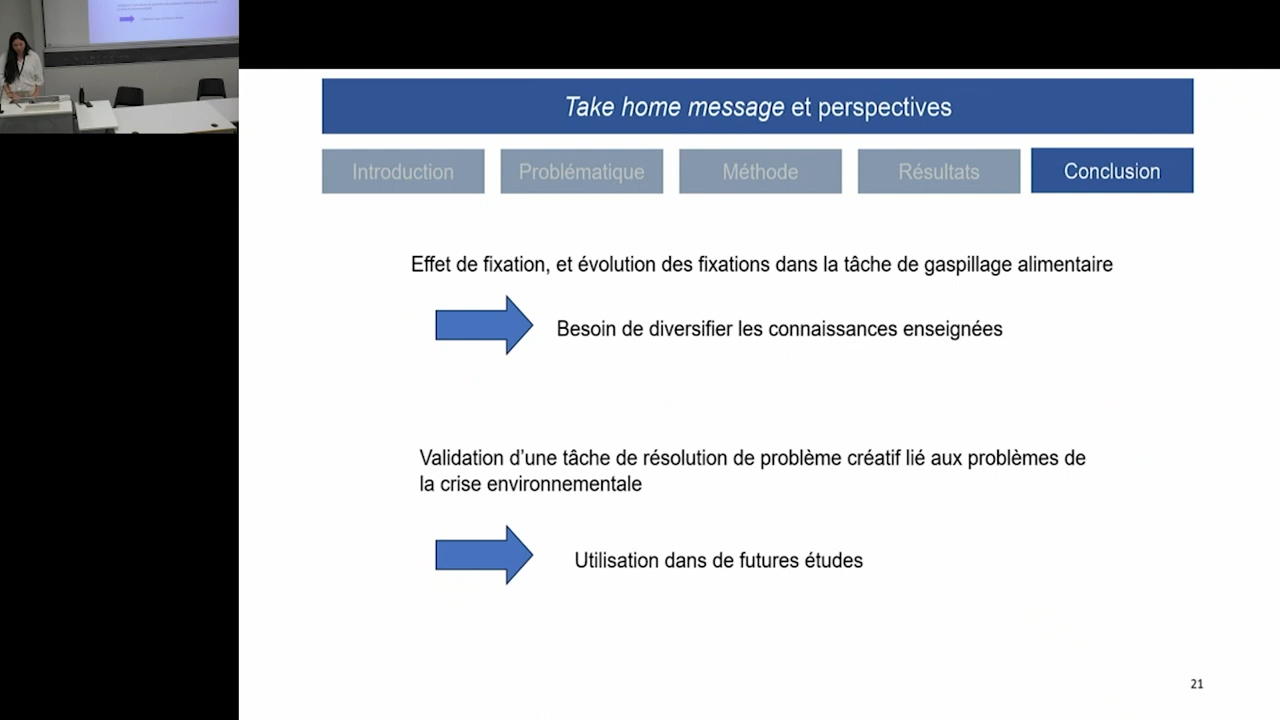 Take home message et perspectives
Introduction
Problématique
Méthode
Résultats
Conclusion
Effet de fixation, et évolution des fixations dans la tâche de gaspillage alimentaire
Besoin de diversifier les connaissances enseignées
Validation d’une tâche de résolution de problème créatif lié aux problèmes de
la crise environnementale
Utilisation dans de futures études
21